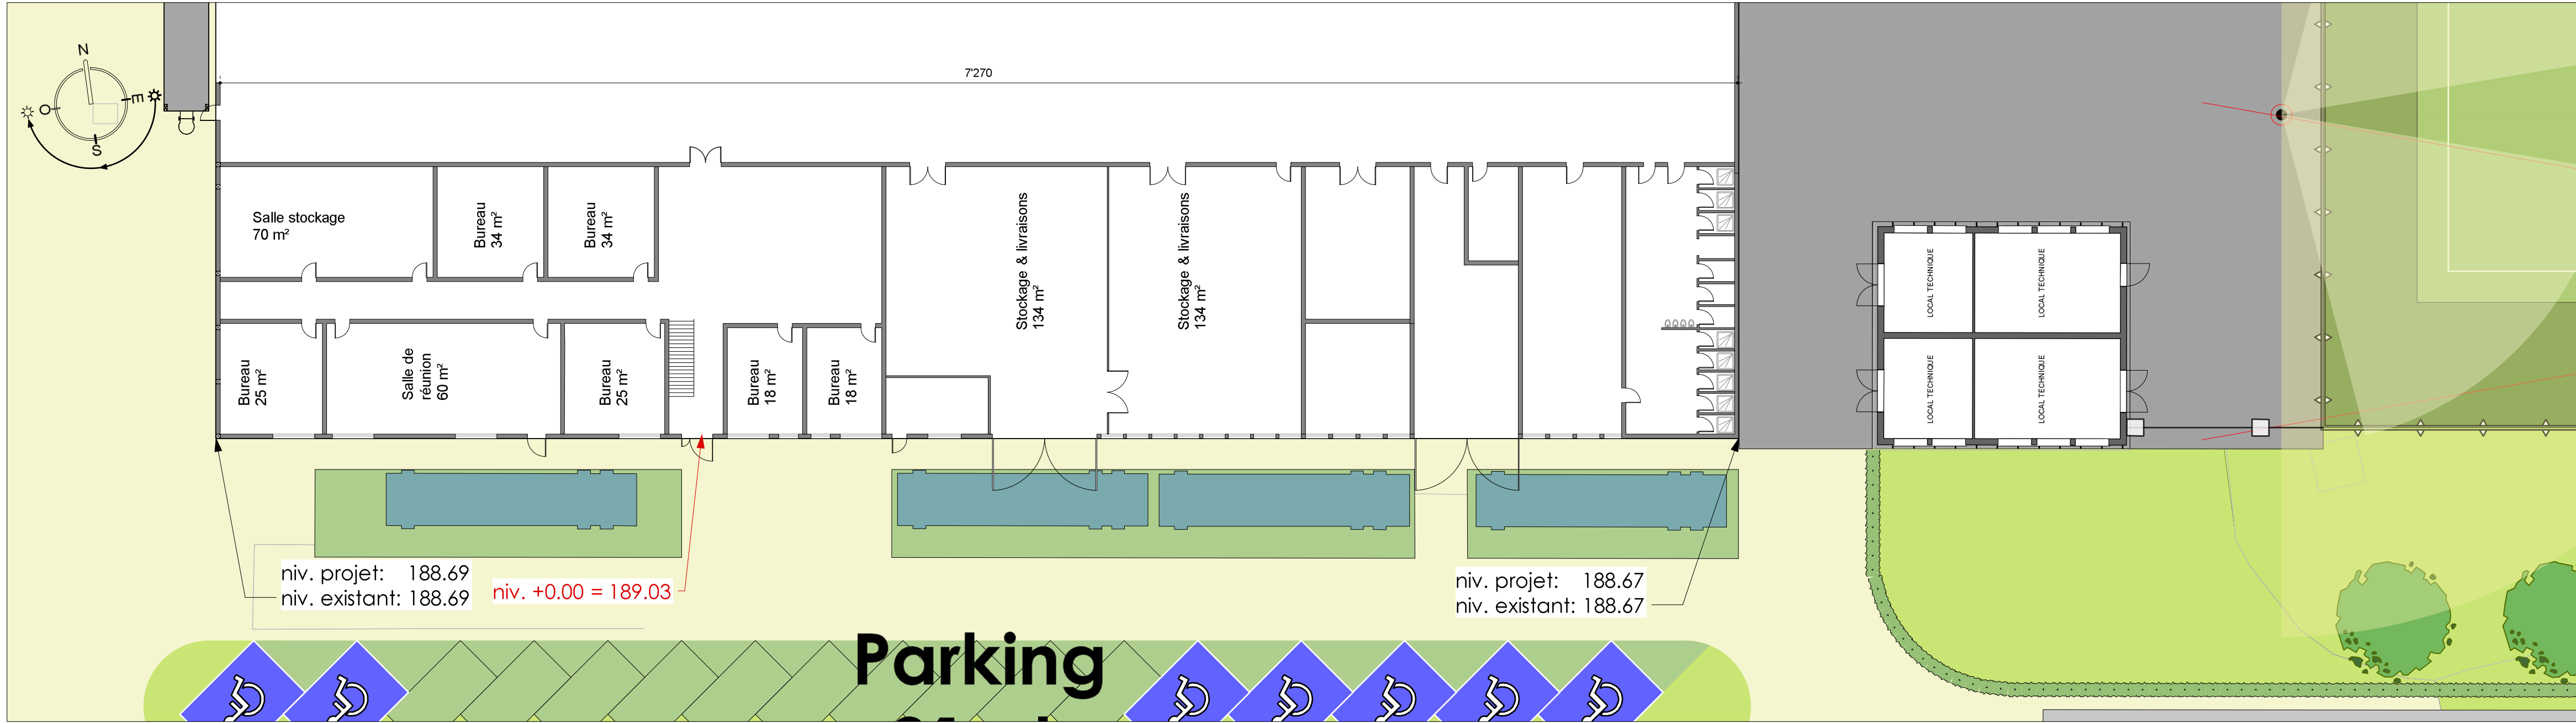 N
E
O
S
7'270
Salle stockage
70 m²
Bureau
34 m²
Bureau
34 m²
Stockage & livraisons
134 m²
Stockage & livraisons
134 m²
LOCAL TECHNIQUE
LOCAL TECHNIQUE
Bureau
25 m²
Salle de
réunion
60 m²
Bureau
25 m²
Bureau
18 m²
Bureau
18 m²
LOCAL TECHNIQUE
LOCAL TECHNIQUE
niv. projet: 188.69
niv. existant: 188.69
niv. +0.00 = 189.03
niv. projet: 188.67
niv. existant: 188.67
Parking